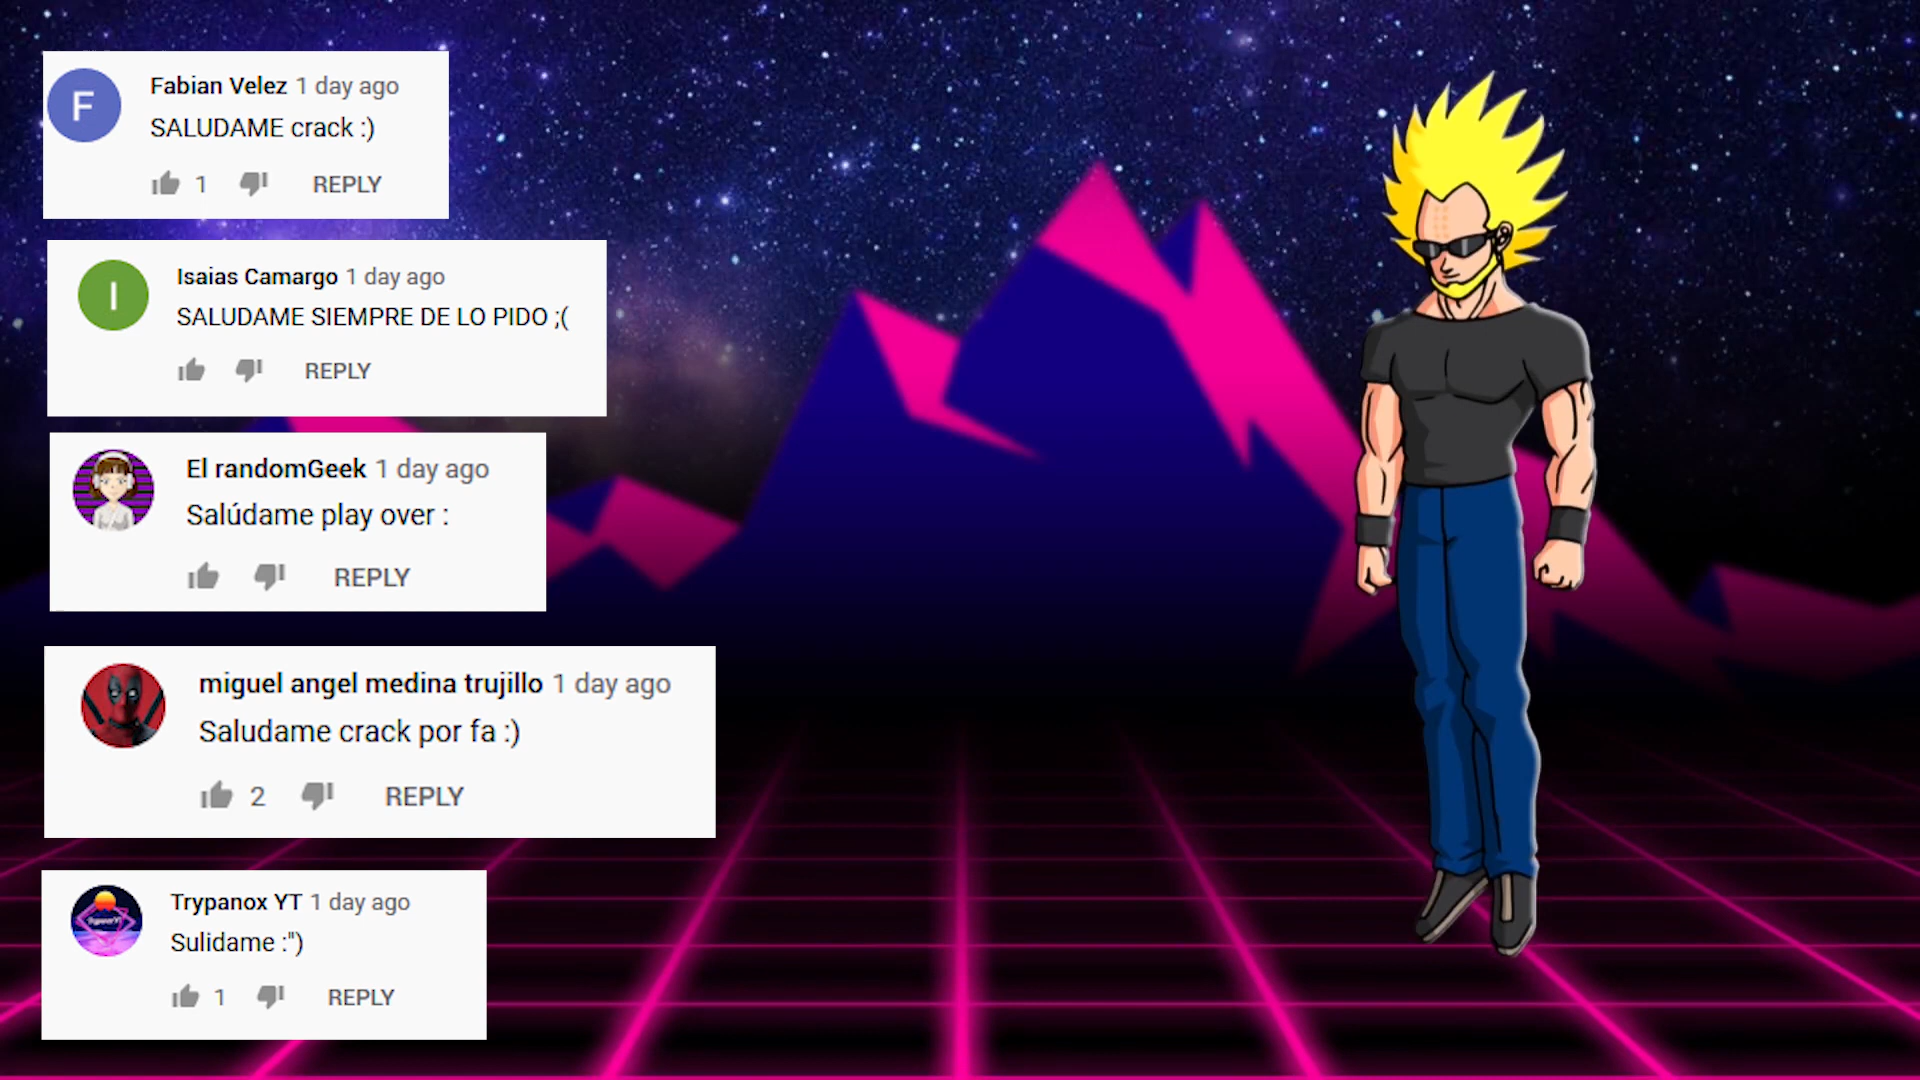 F
Fabian Velez 1 day ago
SALUDAME crack :)
1 REPLY
I
Isaias Camargo 1 day ago
SALUDAME SIEMPRE DE LO PIDO ;(
REPLY
El randomGeek 1 day ago
Salúdame play over :
REPLY
miguel angel medina trujillo 1 day ago
Saludame crack por fa :)
2 REPLY
Trypanox YT 1 day ago
Sulidame :")
1 REPLY